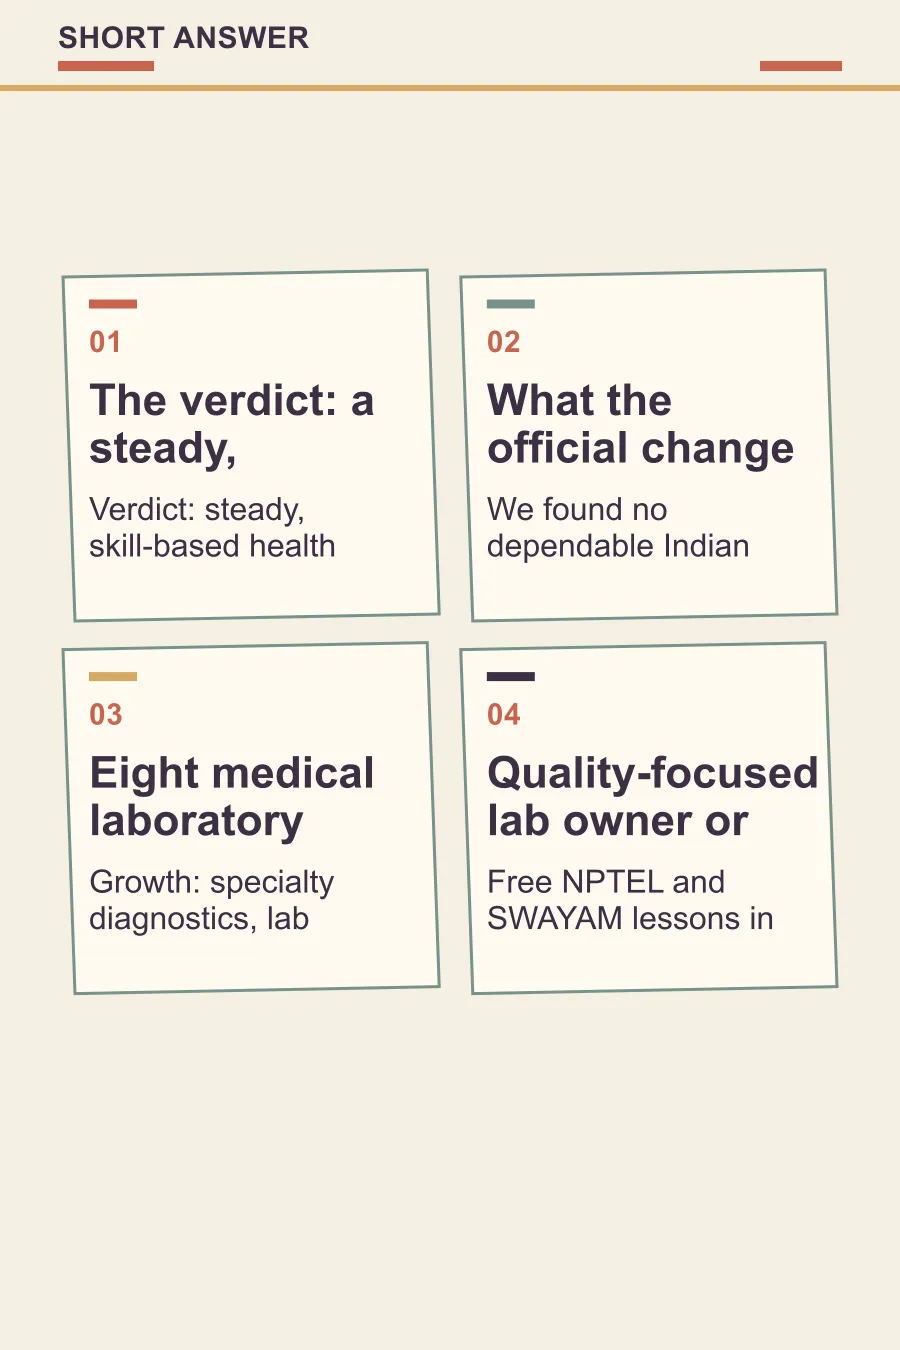 SHORT ANSWER
01
The verdict: a
steady,
Verdict: steady,
skill-based health
02
What the
official change
We found no
dependable Indian
03
Eight medical
laboratory
Growth: specialty
diagnostics, lab
04
Quality-focused
lab owner or
Free NPTEL and
SWAYAM lessons in